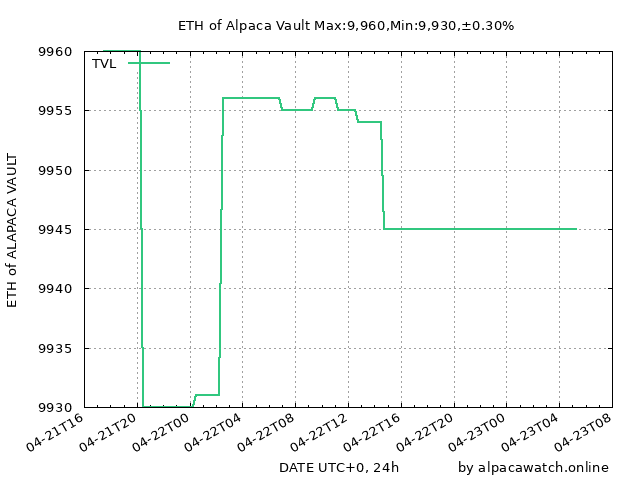 ETH of Alpaca Vault Max:9,960,Min:9,930,±0.30%
9960
TVL
9955
9950
9945
9940
9935
9930
ETH of ALAPACA VAULT
04-21T16
04-21T20
04-22T00
04-22T04
04-22T08
04-22T12
04-22T16
04-22T20
04-23T00
04-23T04
04-23T08
DATE UTC+0, 24h
by alpacawatch.online